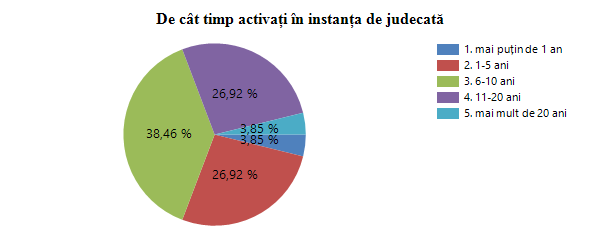 De cât timp activați în instanța de judecată
1. mai puțin de 1 an
2. 1-5 ani
3. 6-10 ani
4. 11-20 ani
5. mai mult de 20 ani
26,92 %
3,85 %
38,46 %
3,85 %
26,92 %